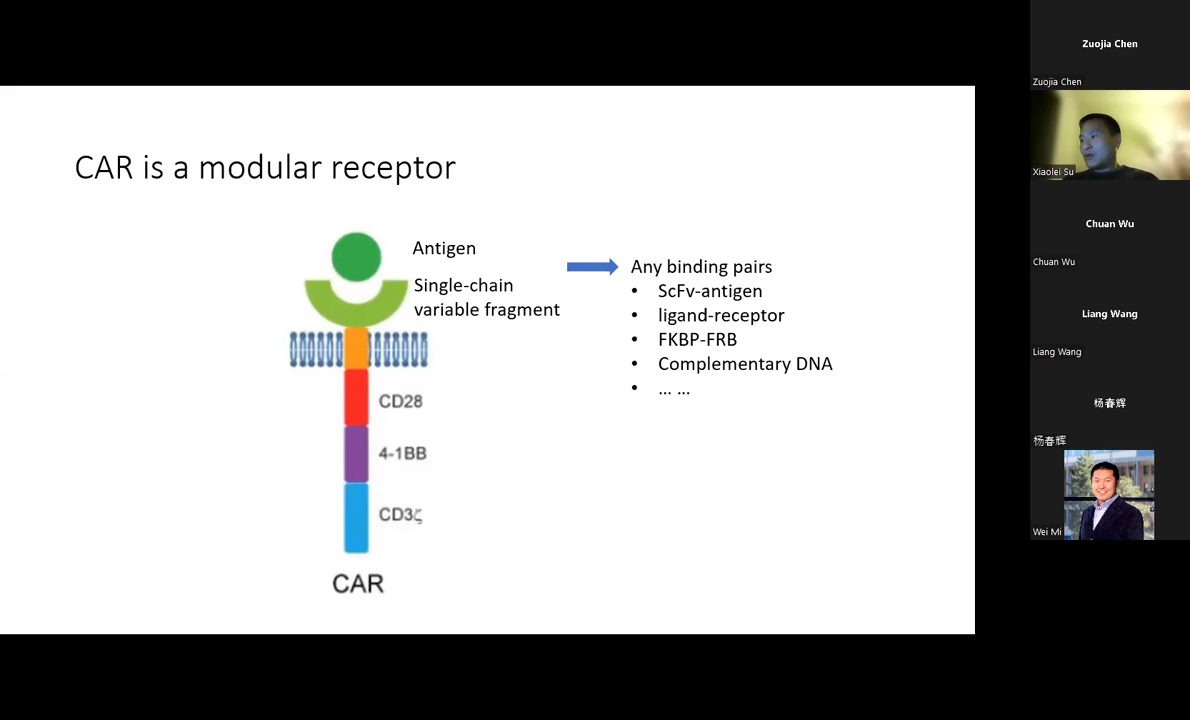 CAR is a modular receptor
Antigen
Single-chain
variable fragment
CD28
4-1BB
CD3ζ
CAR
Any binding pairs
• ScFv-antigen
• ligand-receptor
• FKBP-FRB
• Complementary DNA
• ... ...
Zuojia Chen
Zuojia Chen
Xiaolei Su
Chuan Wu
Chuan Wu
Liang Wang
Liang Wang
杨春辉
杨春辉
Wei Mi